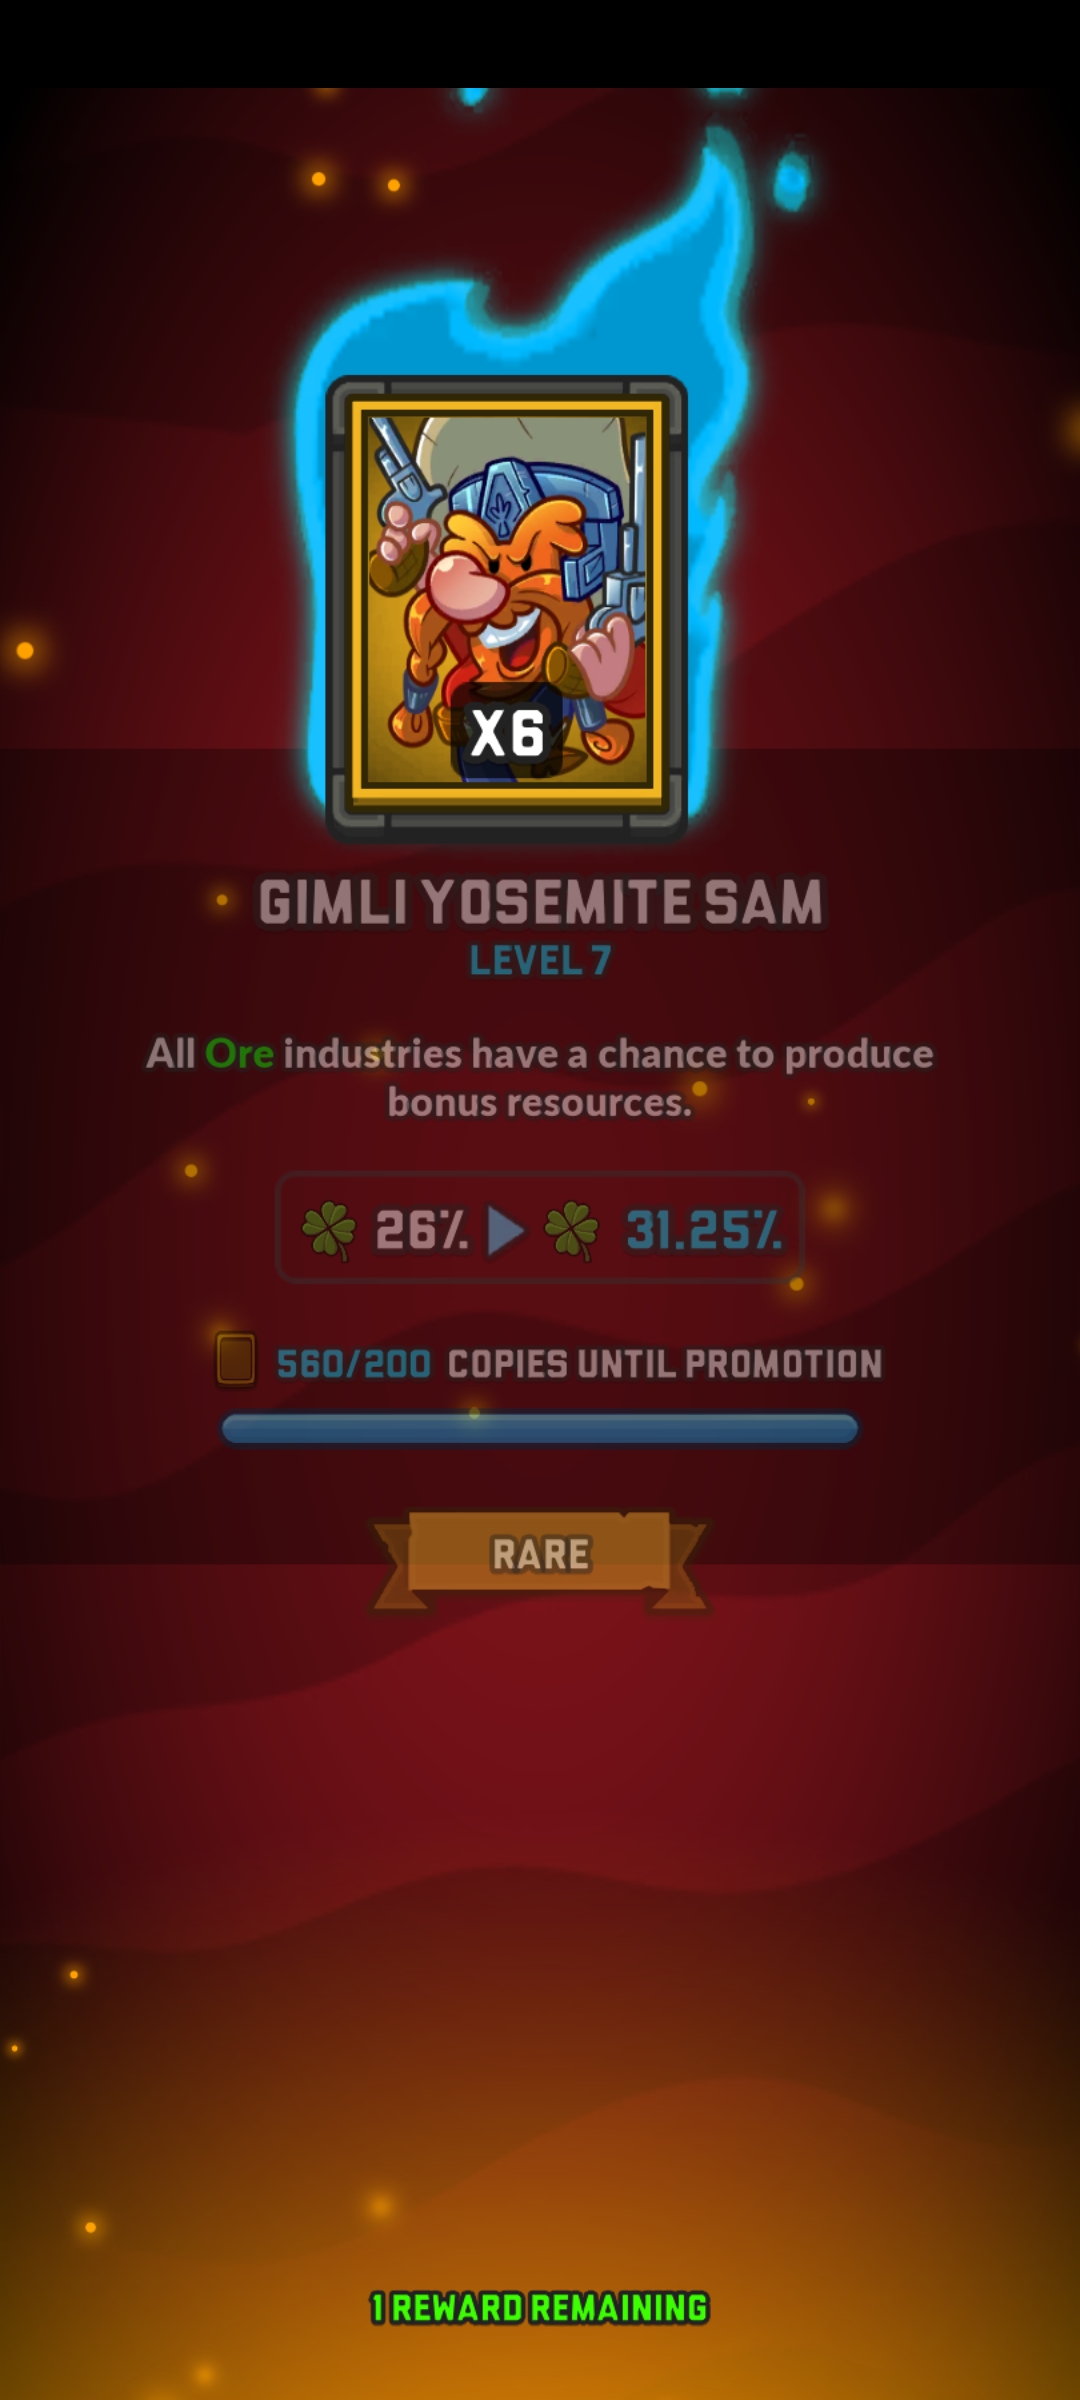 X6
GIMLI YOSEMITE SAM
LEVEL 7
All Ore industries have a chance to produce
bonus resources.
26% 31.25%
560/200 COPIES UNTIL PROMOTION
RARE
1 REWARD REMAINING